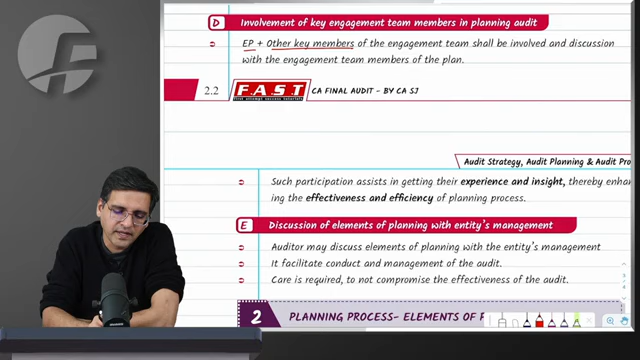 D Involvement of key engagement team members in planning audit
EP + Other key members of the engagement team shall be involved and discussion
with the engagement team members of the plan.
2.2 FAST CA FINAL AUDIT - BY CA SJ
Audit Strategy, Audit Planning & Audit Pro
Such participation assists in getting their experience and insight, thereby enhan
ing the effectiveness and efficiency of planning process.
E Discussion of elements of planning with entity's management
Auditor may discuss elements of planning with the entity's management
It facilitate conduct and management of the audit.
Care is required, to not compromise the effectiveness of the audit.
2 PLANNING PROCESS- ELEMENTS OF P